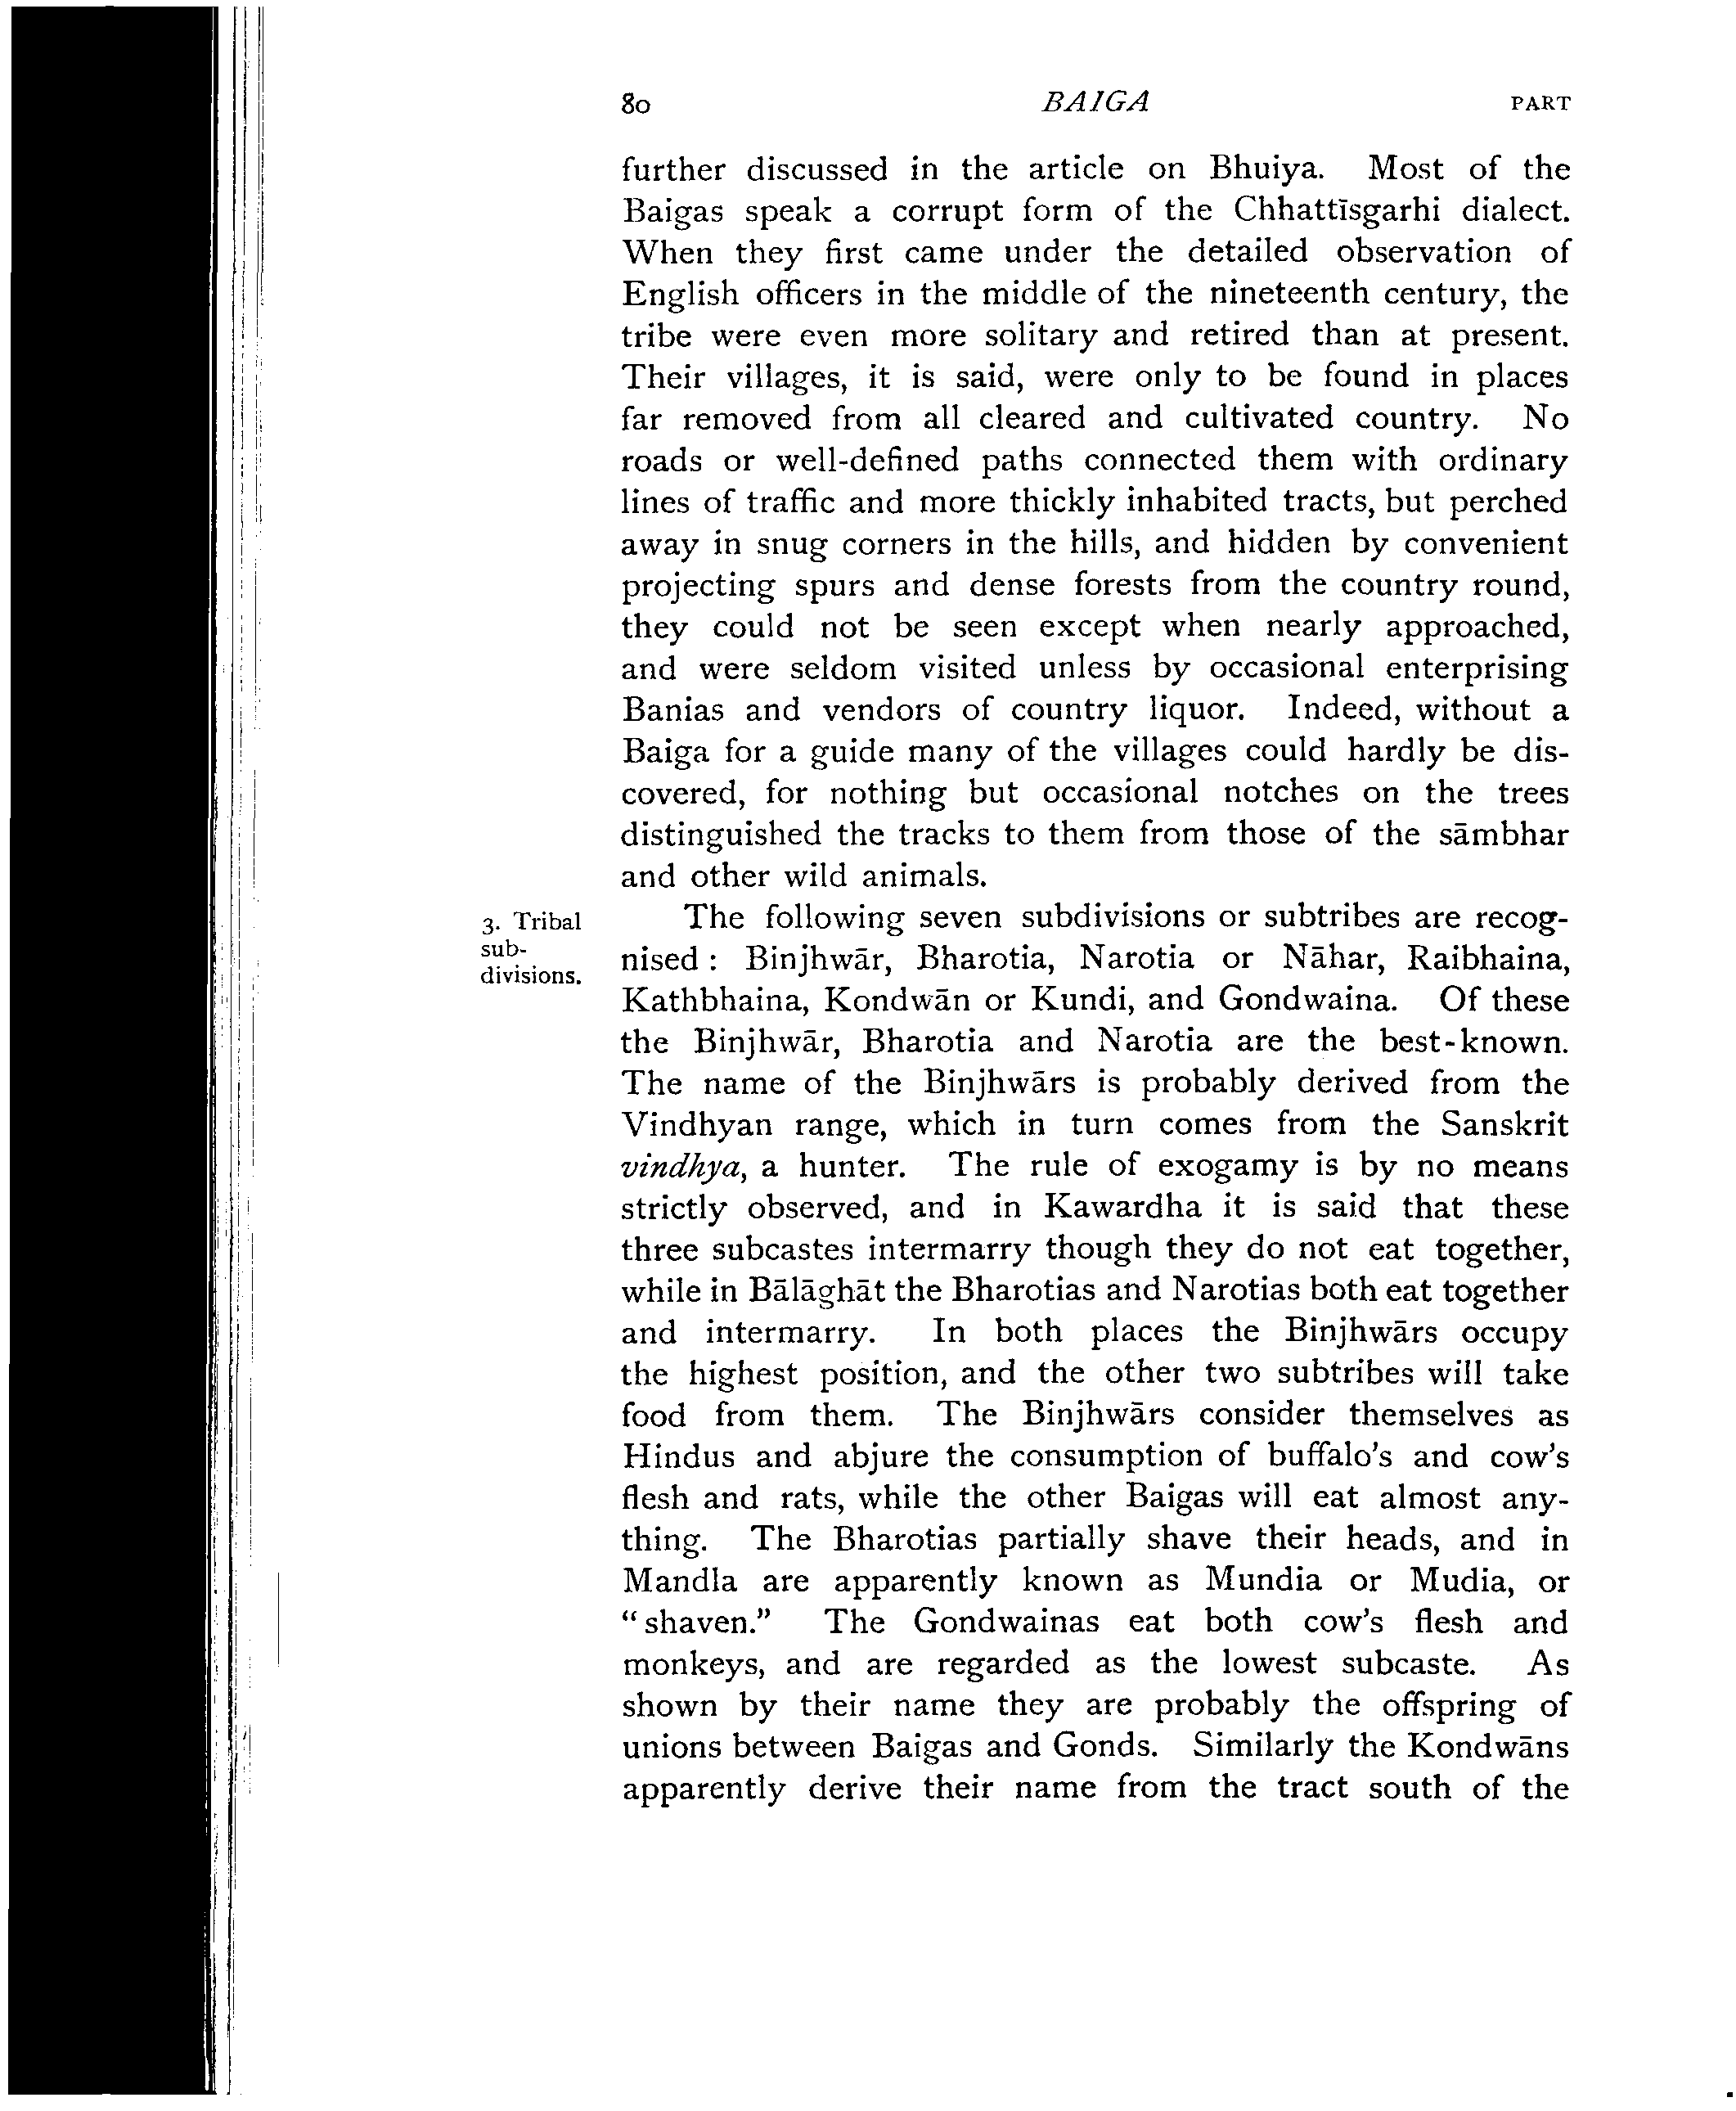 80 BAIGA PART
further discussed in the article on Bhuiya. Most of the
Baigas speak a corrupt form of the Chhattīsgarhi dialect.
When they first came under the detailed observation of
English officers in the middle of the nineteenth century, the
tribe were even more solitary and retired than at present.
Their villages, it is said, were only to be found in places
far removed from all cleared and cultivated country. No
roads or well-defined paths connected them with ordinary
lines of traffic and more thickly inhabited tracts, but perched
away in snug corners in the hills, and hidden by convenient
projecting spurs and dense forests from the country round,
they could not be seen except when nearly approached,
and were seldom visited unless by occasional enterprising
Banias and vendors of country liquor. Indeed, without a
Baiga for a guide many of the villages could hardly be dis-
covered, for nothing but occasional notches on the trees
distinguished the tracks to them from those of the sāmbhar
and other wild animals.
3. Tribal
sub-
divisions.
The following seven subdivisions or subtribes are recog-
nised : Binjhwār, Bharotia, Narotia or Nāhar, Raibhaina,
Kathbhaina, Kondwān or Kundi, and Gondwaina. Of these
the Binjhwār, Bharotia and Narotia are the best-known.
The name of the Binjhwārs is probably derived from the
Vindhyan range, which in turn comes from the Sanskrit
vindhya, a hunter. The rule of exogamy is by no means
strictly observed, and in Kawardha it is said that these
three subcastes intermarry though they do not eat together,
while in Bālāghāt the Bharotias and Narotias both eat together
and intermarry. In both places the Binjhwārs occupy
the highest position, and the other two subtribes will take
food from them. The Binjhwārs consider themselves as
Hindus and abjure the consumption of buffalo's and cow's
flesh and rats, while the other Baigas will eat almost any-
thing. The Bharotias partially shave their heads, and in
Mandla are apparently known as Mundia or Mudia, or
“shaven.” The Gondwainas eat both cow's flesh and
monkeys, and are regarded as the lowest subcaste. As
shown by their name they are probably the offspring of
unions between Baigas and Gonds. Similarly the Kondwāns
apparently derive their name from the tract south of the